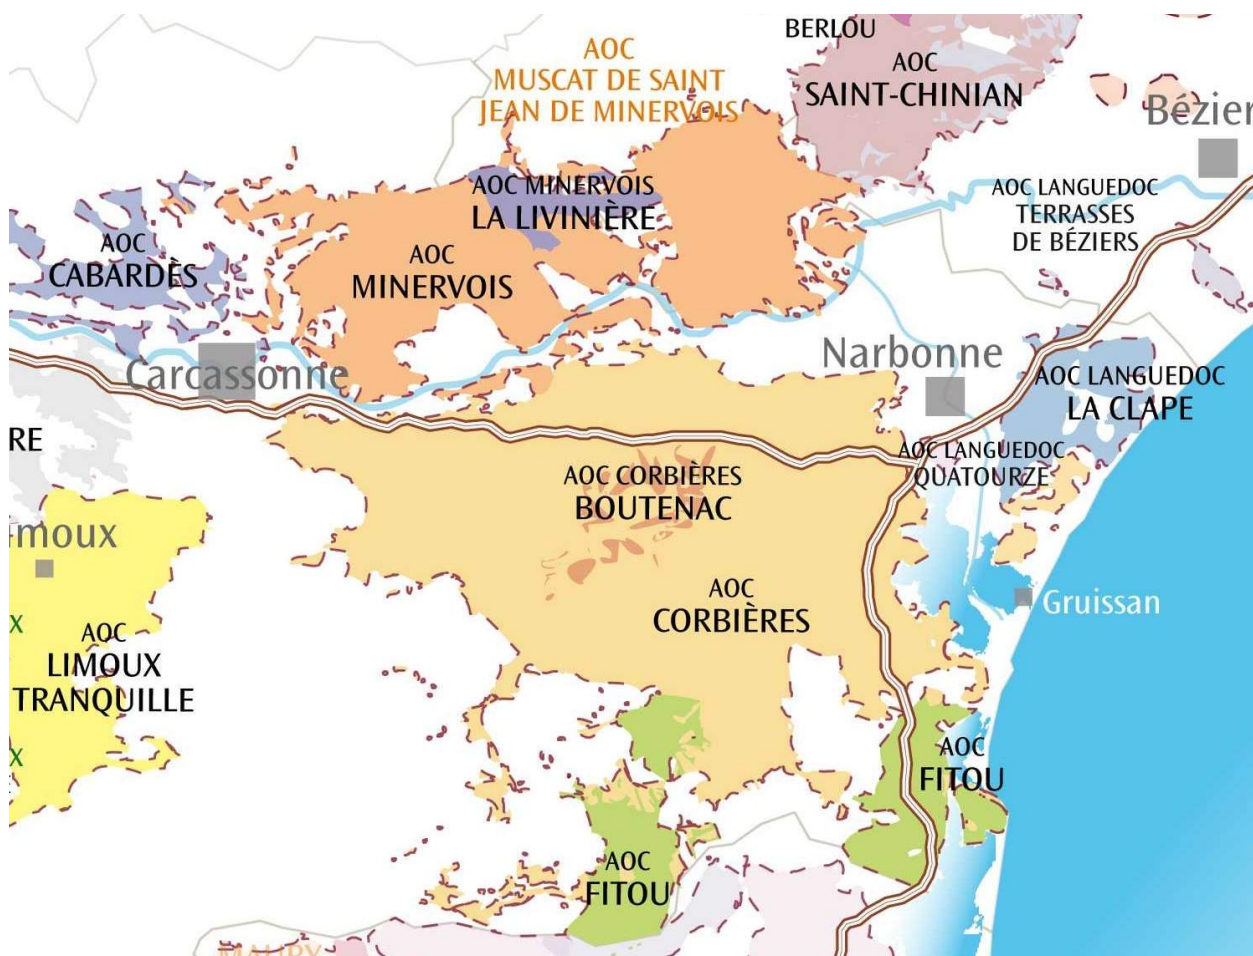 BERLOU
AOC
MUSCAT DE SAINT
JEAN DE MINERVOIS
AOC
SAINT-CHINIAN
Bézier
AOC MINERVOIS
LA LIVINIÈRE
AOC LANGUEDOC
TERRASSES
DE BÉZIERS
AOC
CABARDÈS
AOC
MINERVOIS
Narbonne
Carcassonne
AOC LANGUEDOC
LA CLAPE
RE
AOC LANGUEDOC
QUATOURZE
AOC CORBIÈRES
BOUTENAC
moux
AOC
CORBIÈRES
Gruissan
X
AOC
LIMOUX
TRANQUILLE
X
AOC
FITOU
AOC
FITOU
MAURY